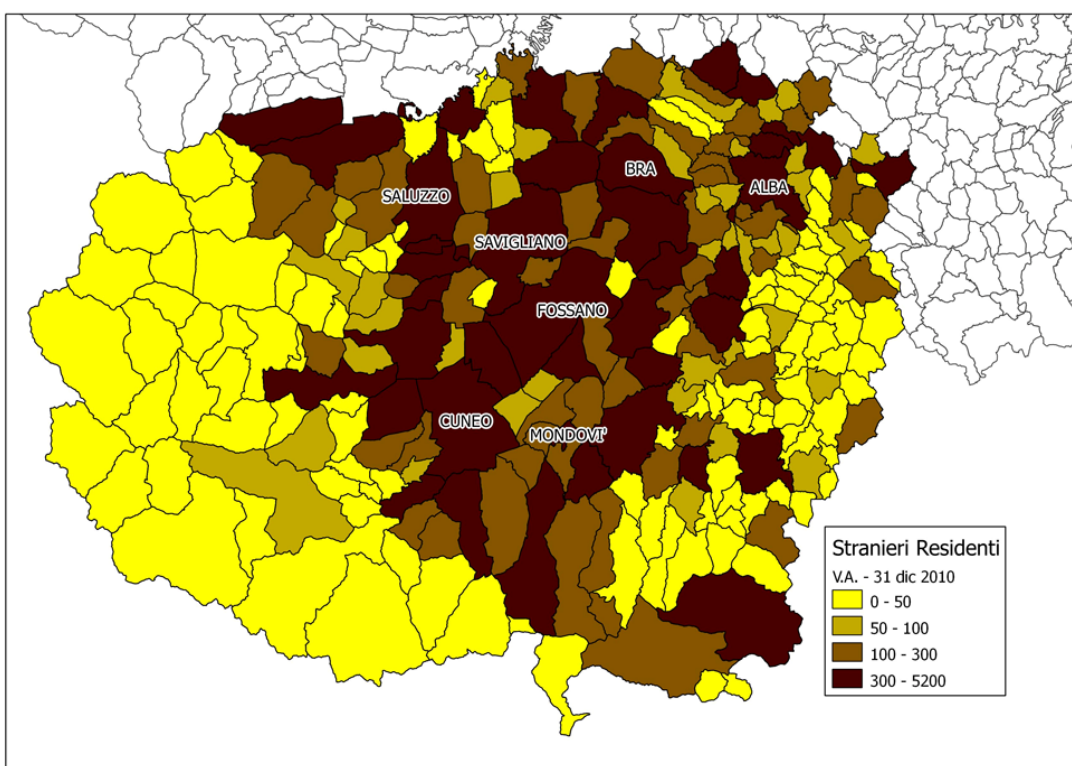 BRA
SALUZZO
ALBA
SAVIGLIANO
FOSSANO
CUNEO
MONDOVI'
Stranieri Residenti
V.A. - 31 dic 2010
0 - 50
50 - 100
100 - 300
300 - 5200